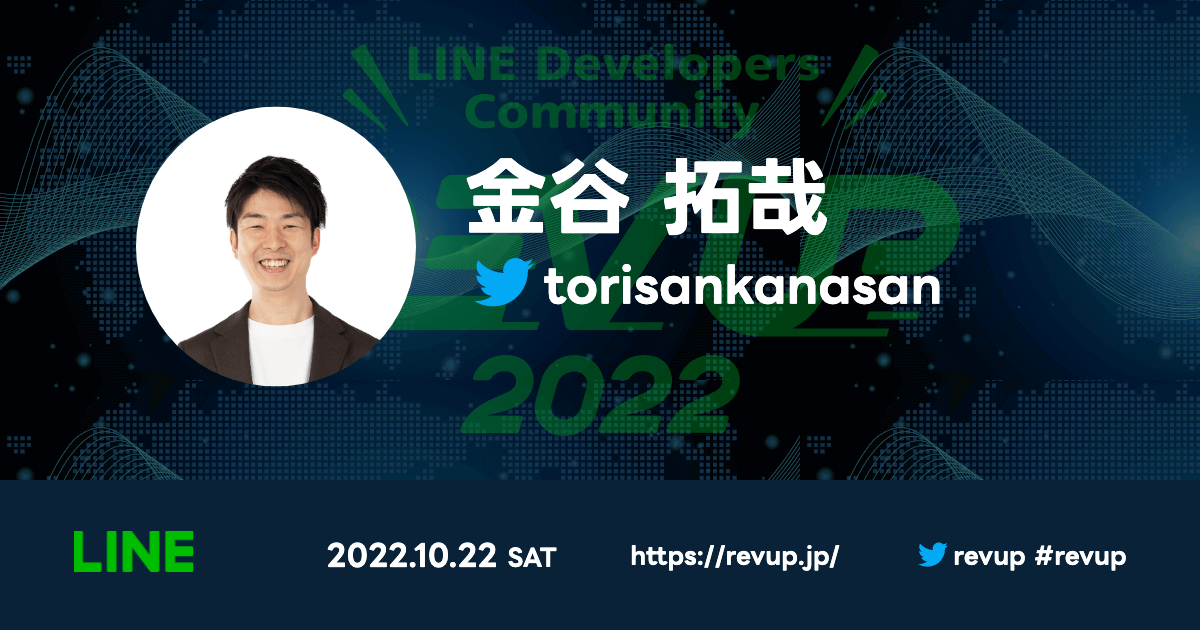 LINE Developers
Community
金谷 拓哉
REVUP
torisankanasan
2022
LINE
2022.10.22 SAT
https://revup.jp/
revup #revup